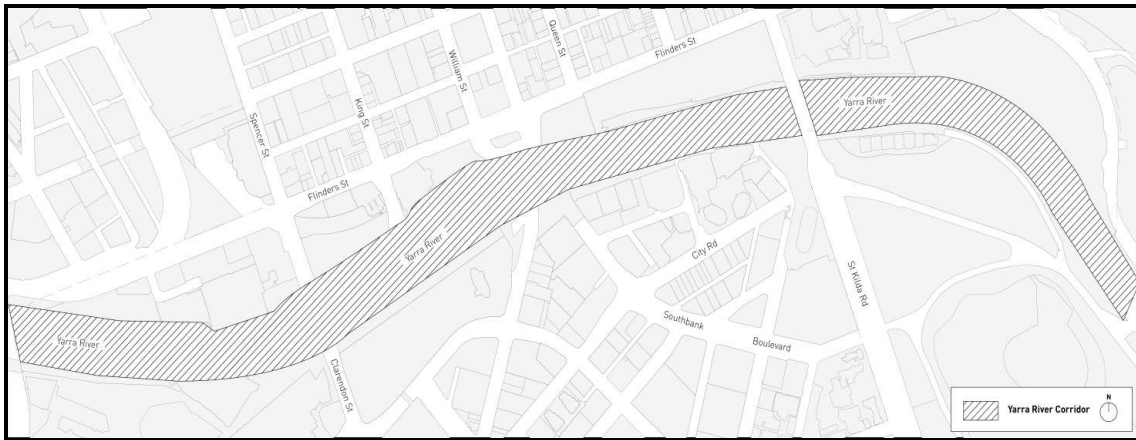 Queen St
Flinders St
William St
King St
Spencer St
Yarra River
Flinders St
Yarra River
City Rd
St Kilda Rd
Southbank
Boulevard
Yarra River
Clarendon St
N
Yarra River Corridor